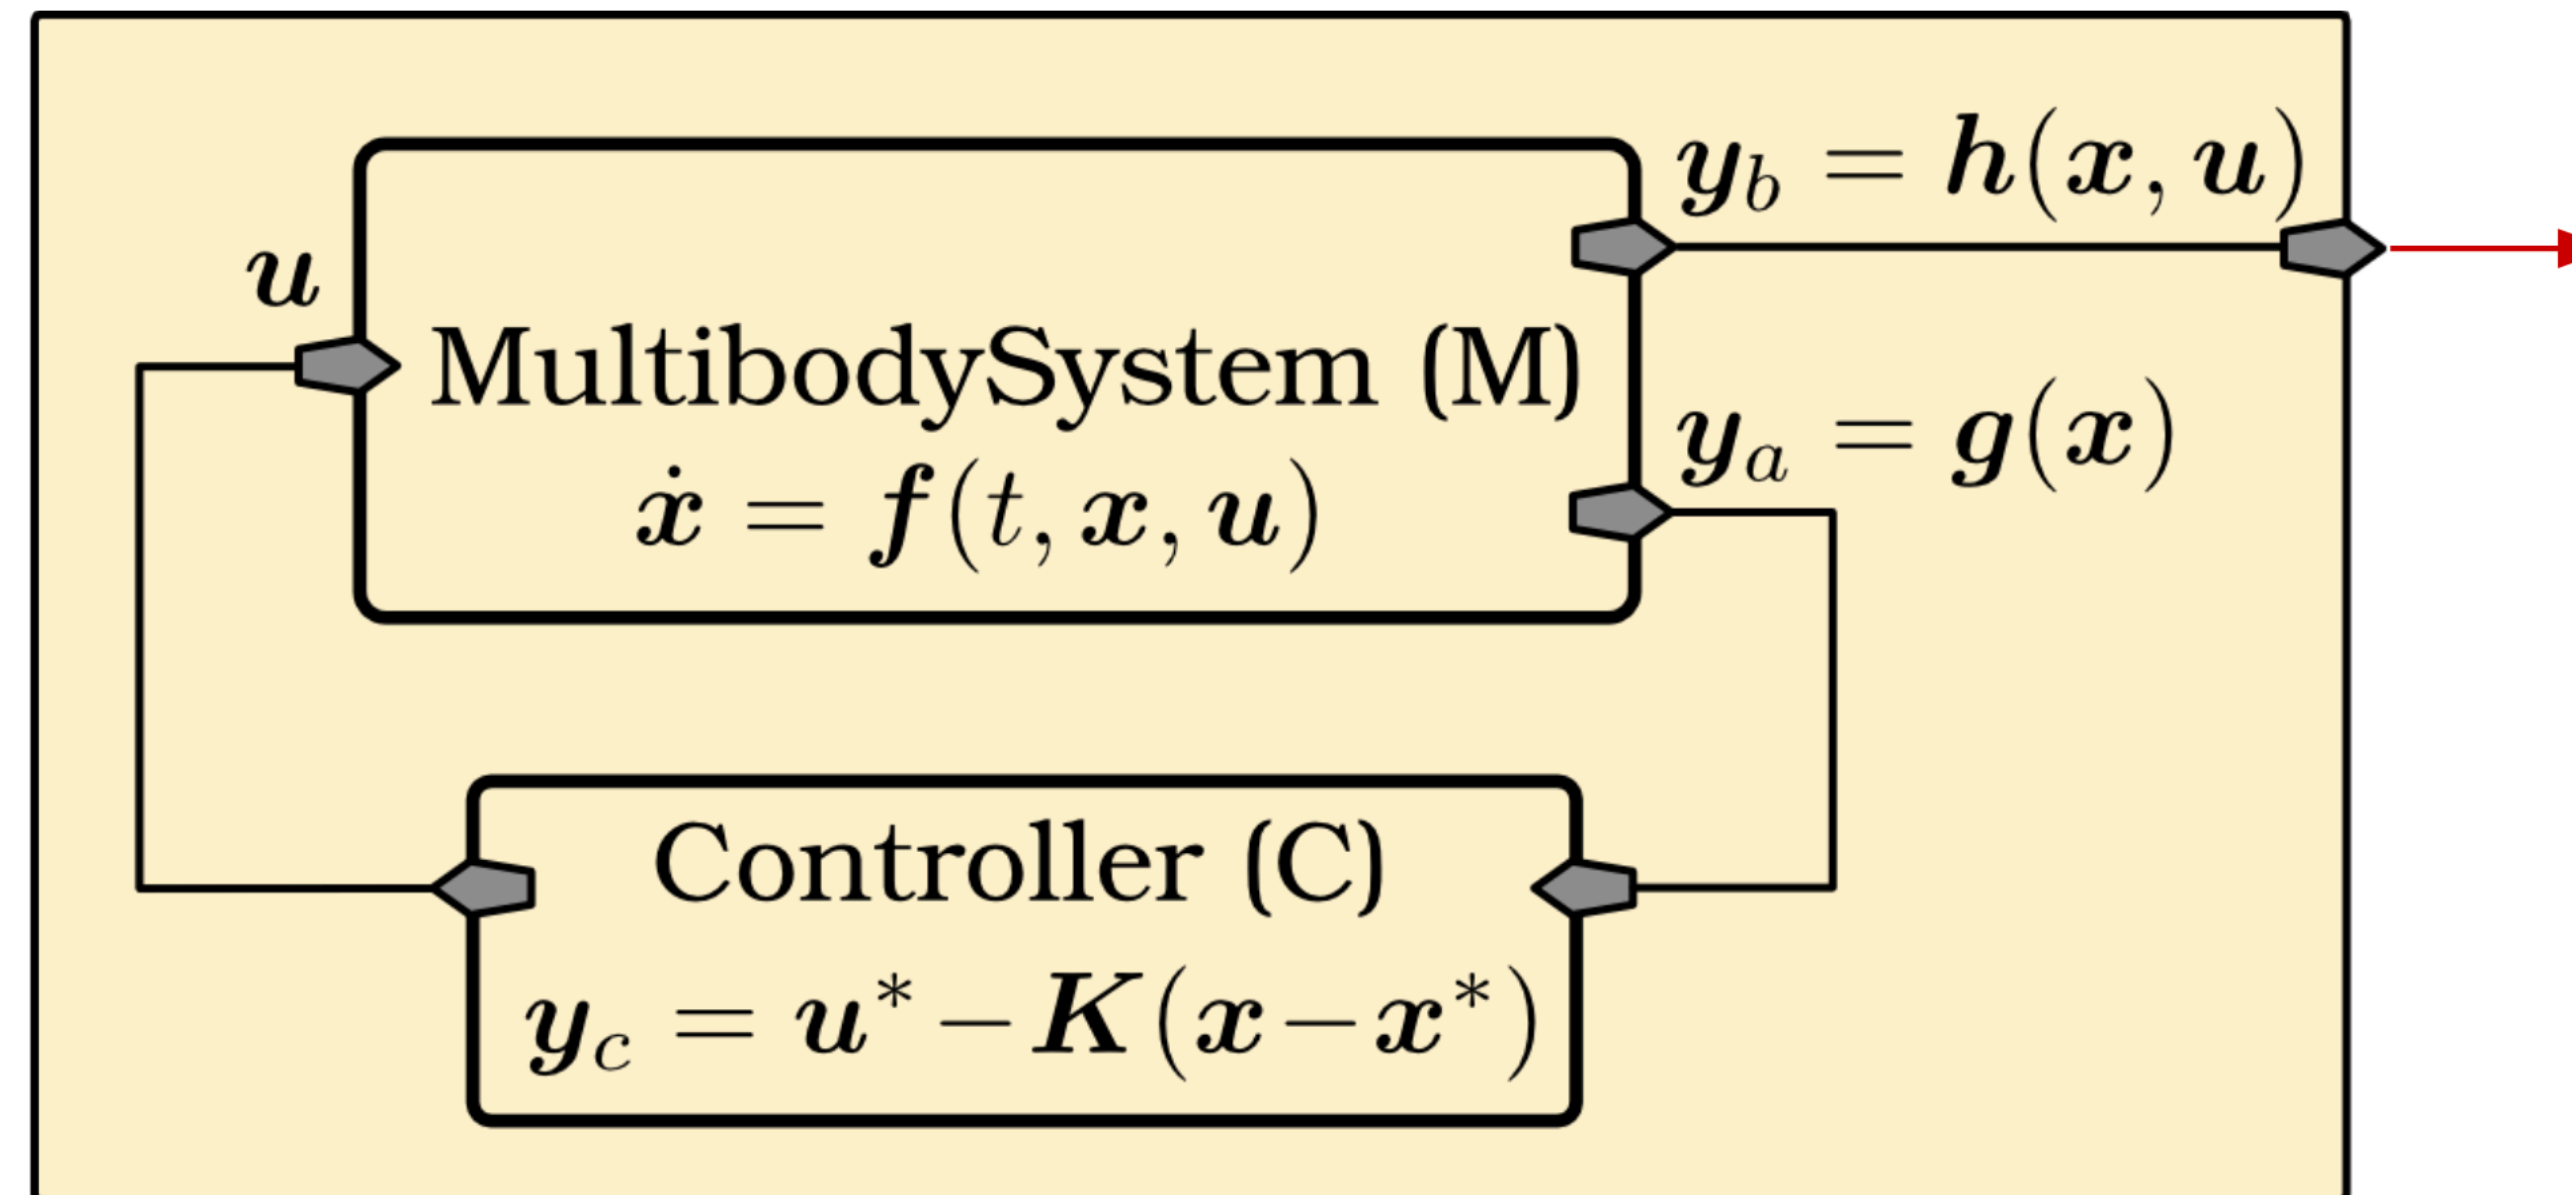 y_b = h(x, u)
u
MultibodySystem (M)
y_a = g(x)
ẋ = f(t, x, u)
Controller (C)
y_c = u* − K(x − x*)